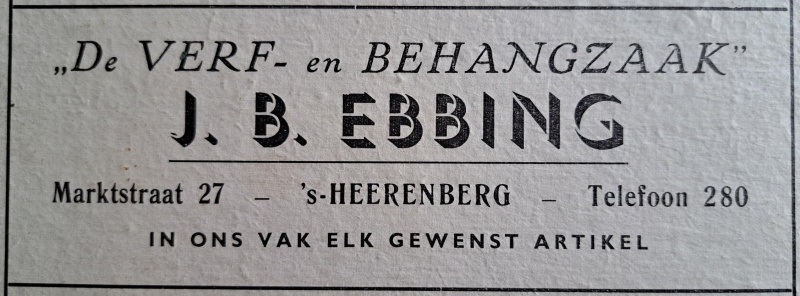 „De VERF- en BEHANGZAAK”
J. B. EBBING
Marktstraat 27 – 's-HEERENBERG – Telefoon 280
IN ONS VAK ELK GEWENST ARTIKEL